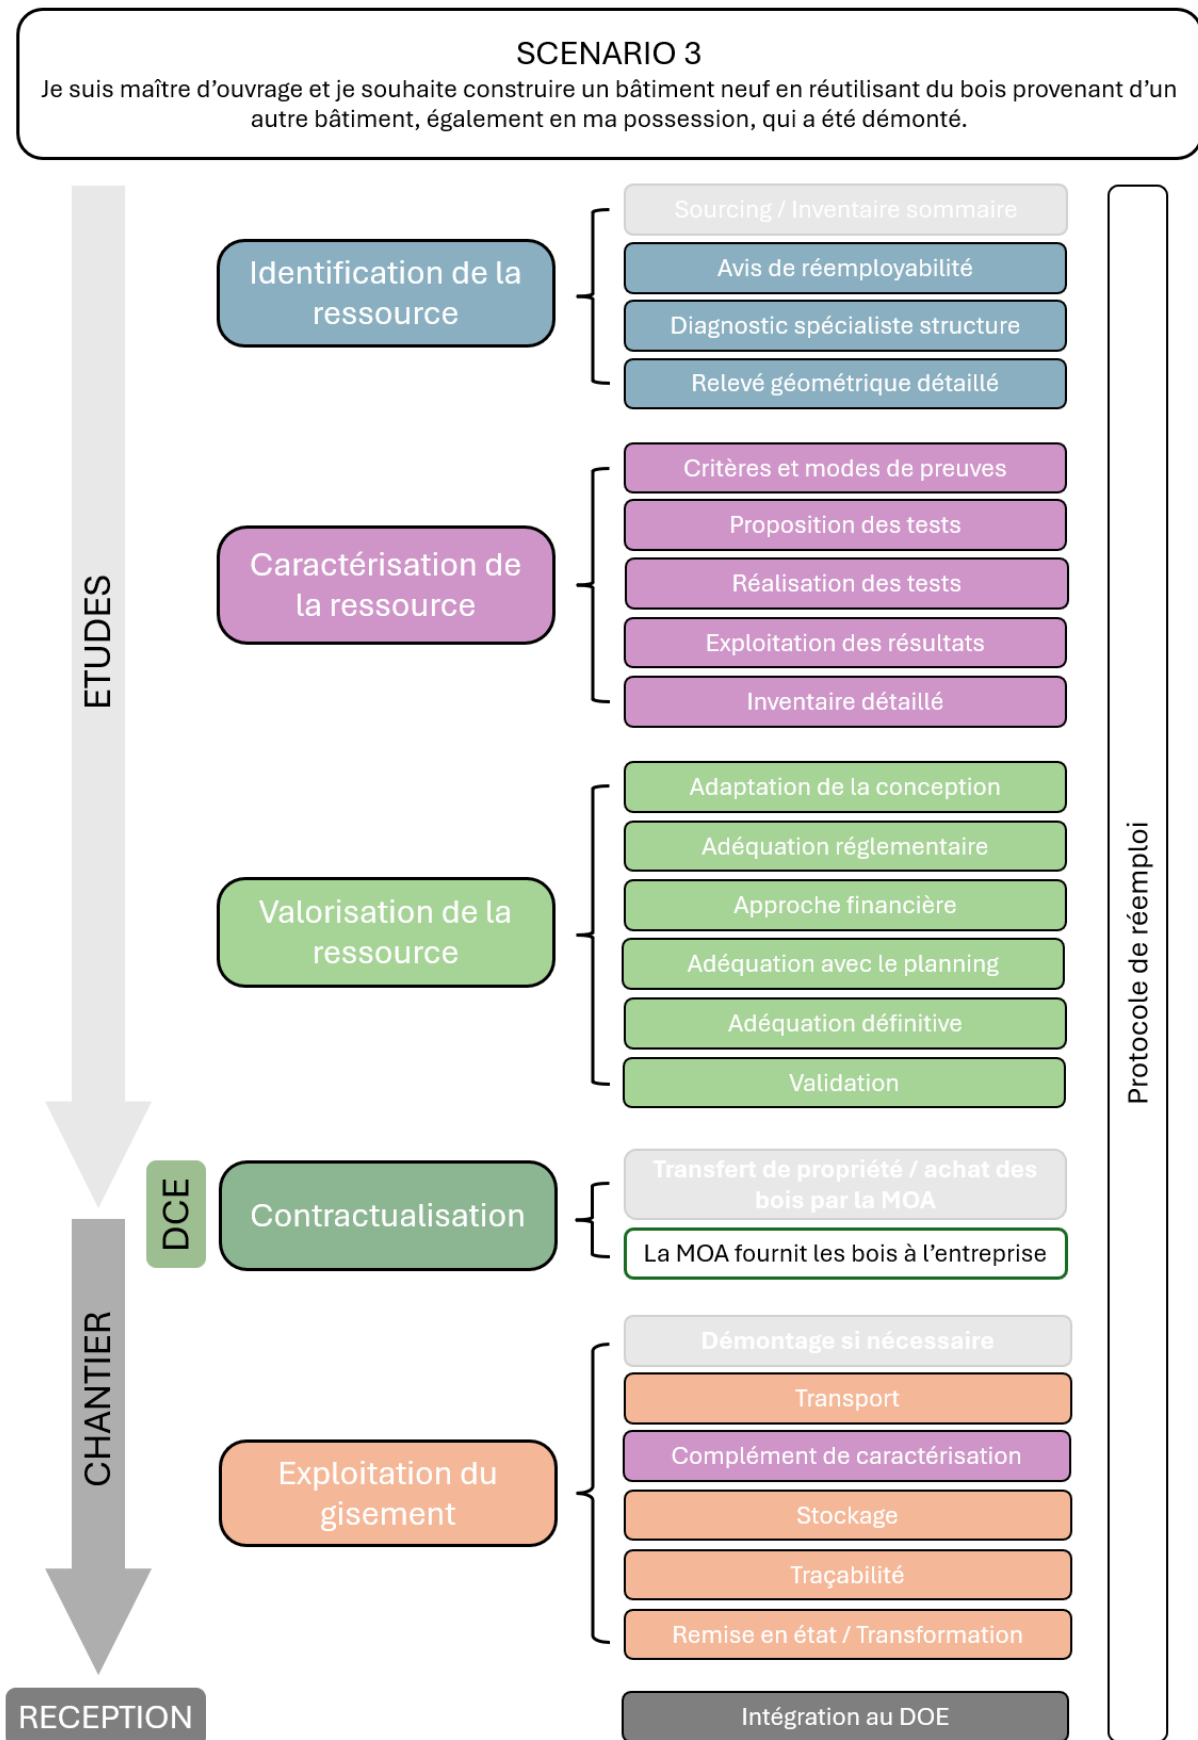 SCENARIO 3
Je suis maître d’ouvrage et je souhaite construire un bâtiment neuf en réutilisant du bois provenant d’un
autre bâtiment, également en ma possession, qui a été démonté.
ETUDES
Identification de la
ressource
Sourcing / Inventaire sommaire
Avis de réemployabilité
Diagnostic spécialiste structure
Relevé géométrique détaillé
Caractérisation de
la ressource
Critères et modes de preuves
Proposition des tests
Réalisation des tests
Exploitation des résultats
Inventaire détaillé
Valorisation de la
ressource
Adaptation de la conception
Adéquation réglementaire
Approche financière
Adéquation avec le planning
Adéquation définitive
Validation
DCE
Contractualisation
Transfert de propriété / achat des
bois par la MOA
La MOA fournit les bois à l’entreprise
CHANTIER
Exploitation du
gisement
Démontage si nécessaire
Transport
Complément de caractérisation
Stockage
Traçabilité
Remise en état / Transformation
RECEPTION
Intégration au DOE
Protocole de réemploi